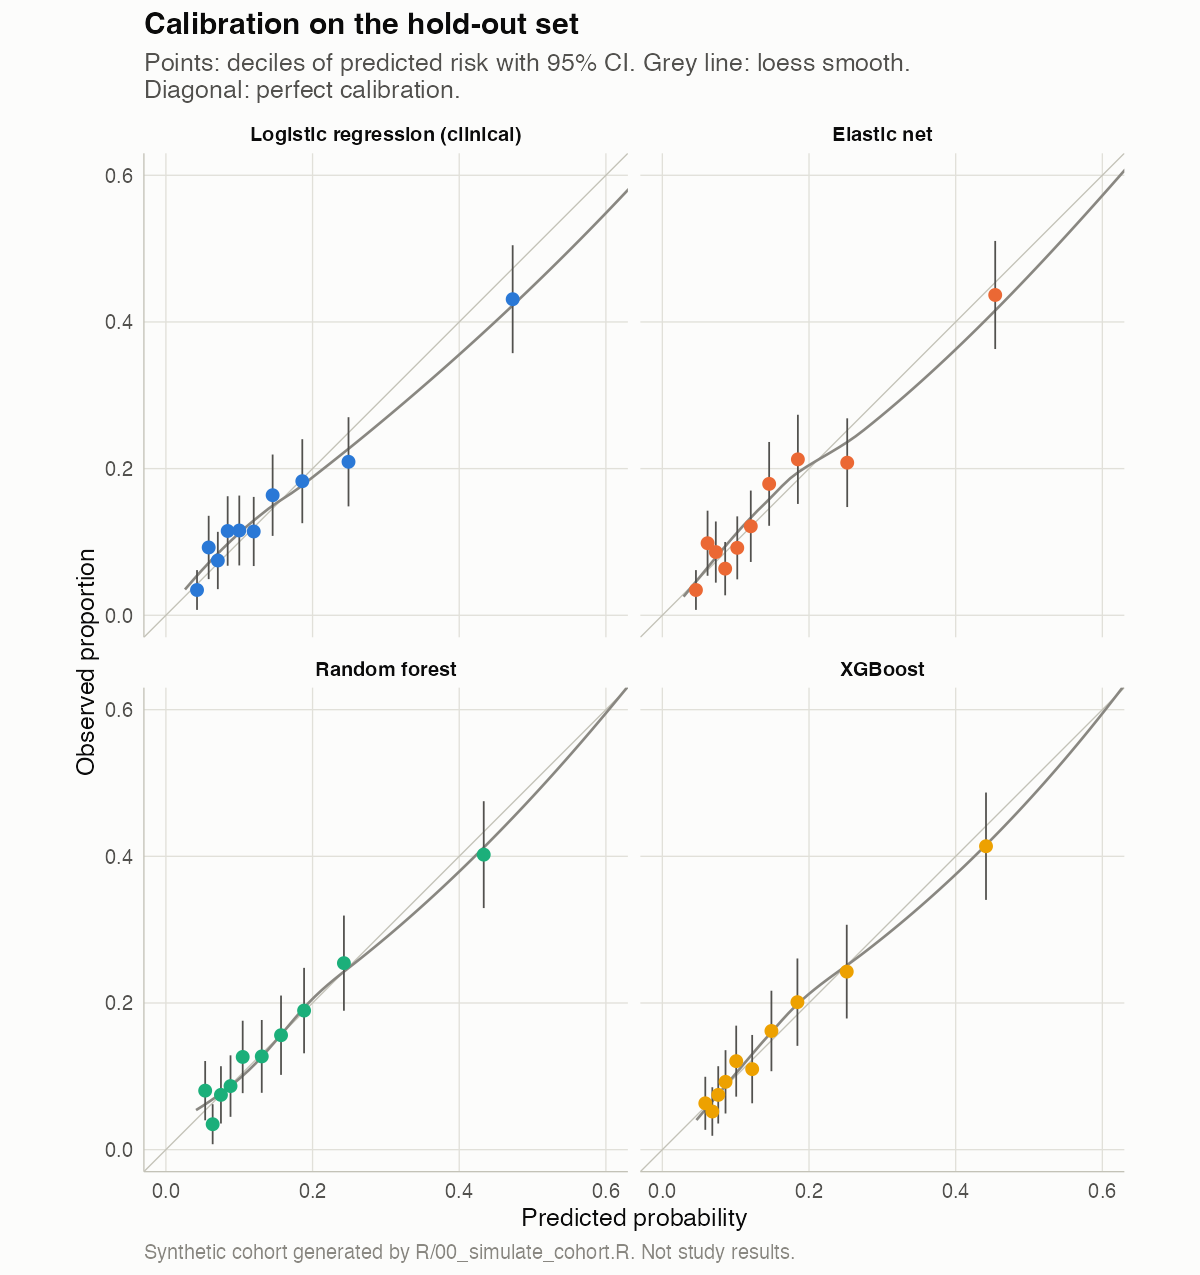 Calibration on the hold-out set
Points: deciles of predicted risk with 95% CI. Grey line: loess smooth.
Diagonal: perfect calibration.
Logistic regression (clinical)
Elastic net
0.6
0.4
0.2
0.0
Observed proportion
Random forest
XGBoost
0.6
0.4
0.2
0.0
0.0 0.2 0.4 0.6 0.0 0.2 0.4 0.6
Predicted probability
Synthetic cohort generated by R/00_simulate_cohort.R. Not study results.